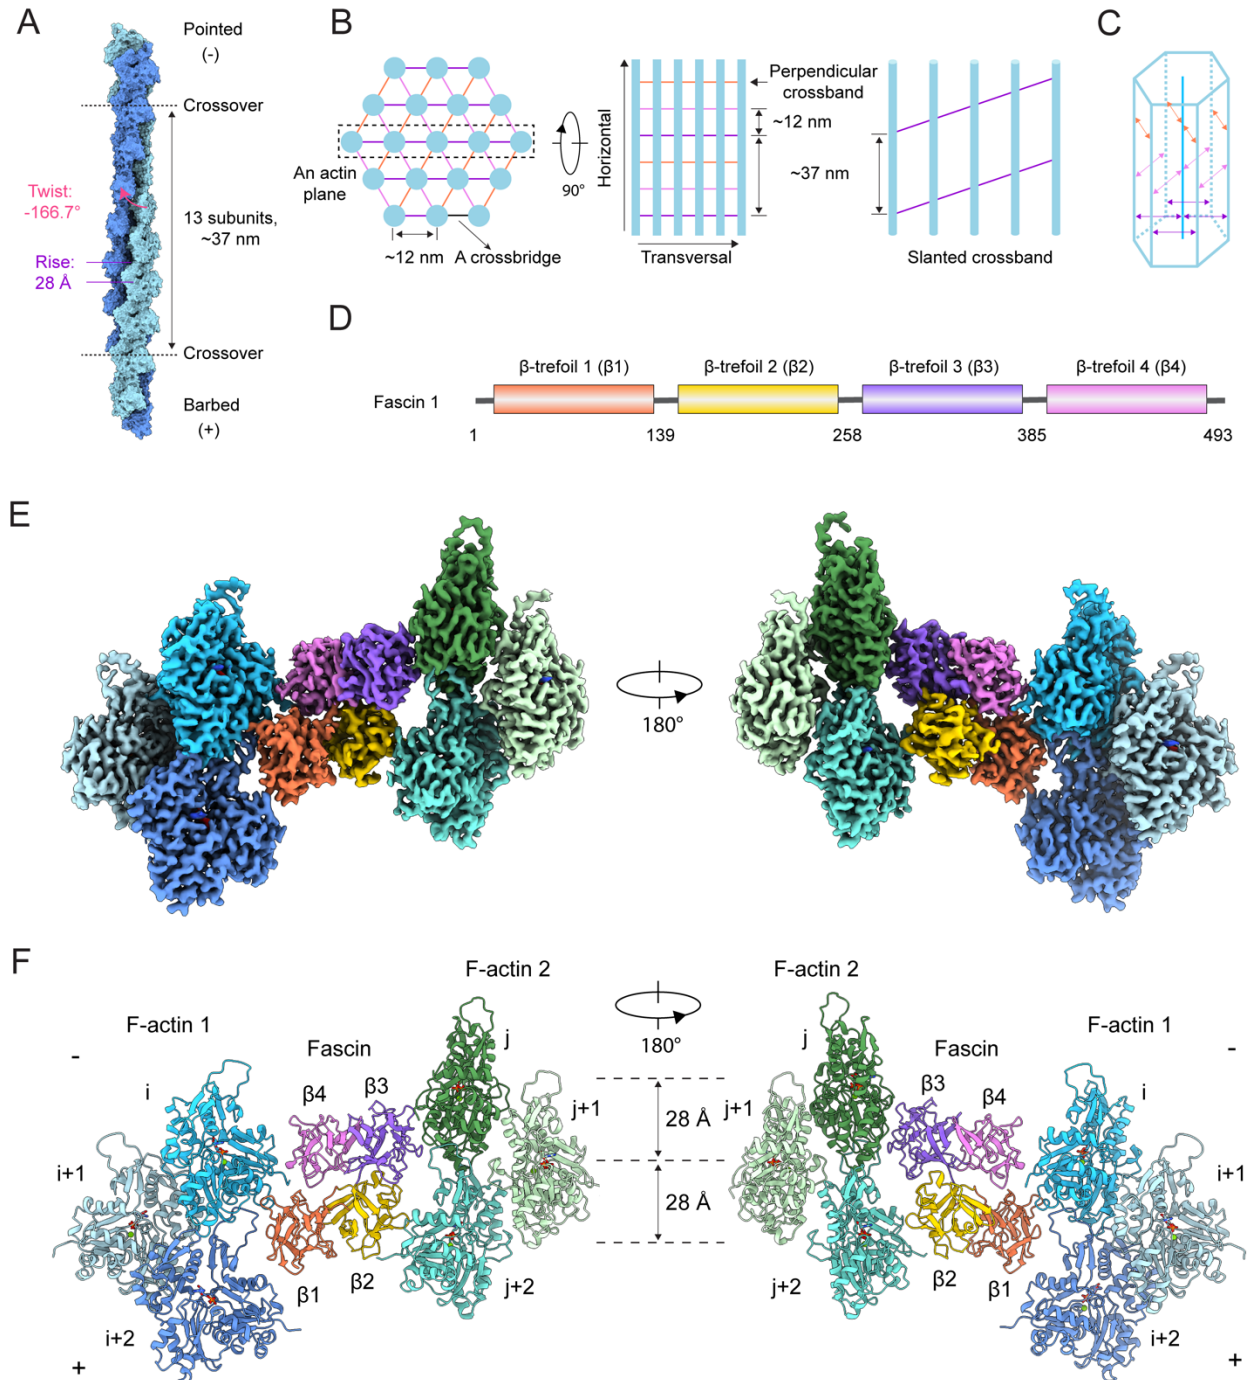 A
Pointed
(-)
Crossover
Twist:
-166.7°
13 subunits,
~37 nm
Rise:
28 Å
Crossover
Barbed
(+)
B
An actin
plane
~12 nm
A crossbridge
90°
Horizontal
Transversal
Perpendicular
crossband
~12 nm
~37 nm
Slanted crossband
C
D
β-trefoil 1 (β1)
β-trefoil 2 (β2)
β-trefoil 3 (β3)
β-trefoil 4 (β4)
Fascin 1
1
139
258
385
493
E
180°
F
F-actin 1
Fascin
F-actin 2
-
i
i+1
i+2
+
β4
β3
β1
β2
j
j+1
j+2
180°
28 Å
28 Å
F-actin 2
Fascin
F-actin 1
j
j+1
j+2
β3
β4
β2
β1
i
-
i+1
i+2
+